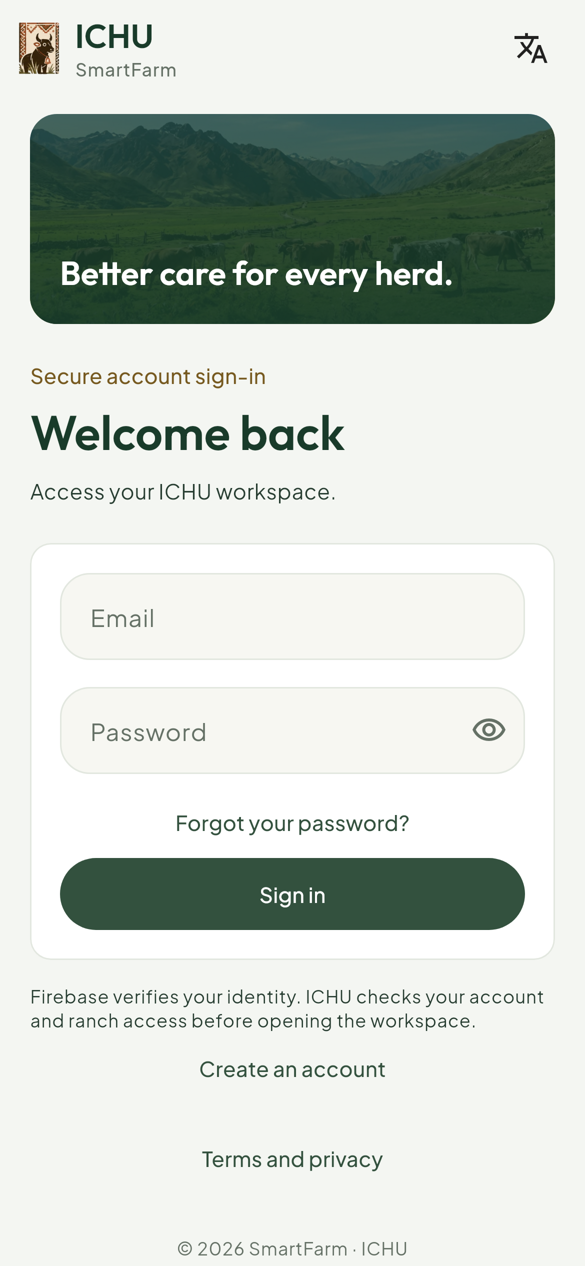 ICHU
SmartFarm
Better care for every herd.
Secure account sign-in
Welcome back
Access your ICHU workspace.
Email
Password
Forgot your password?
Sign in
Firebase verifies your identity. ICHU checks your account
and ranch access before opening the workspace.
Create an account
Terms and privacy
© 2026 SmartFarm · ICHU